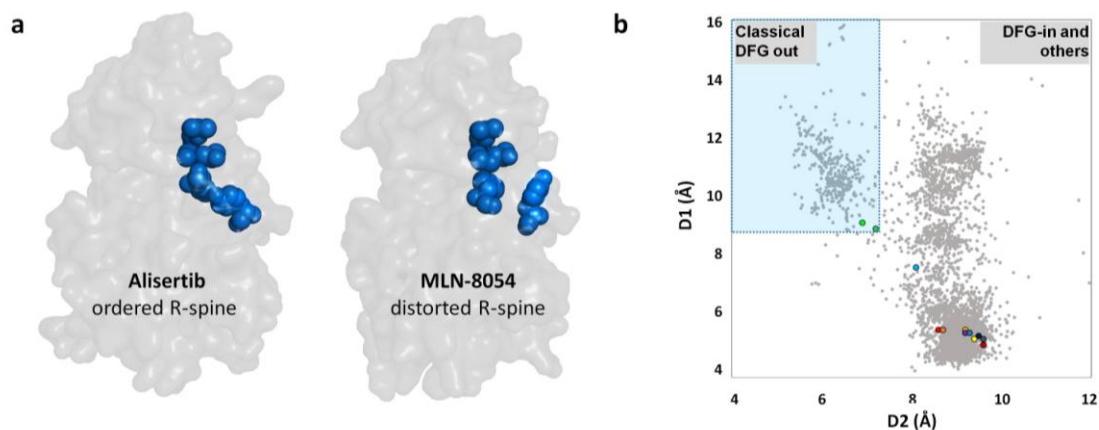 a
Alisertib
ordered R-spine
MLN-8054
distorted R-spine
b
Classical
DFG out
DFG-in and
others
16
14
12
10
8
6
4
D1 (Å)
4 6 8 10 12
D2 (Å)